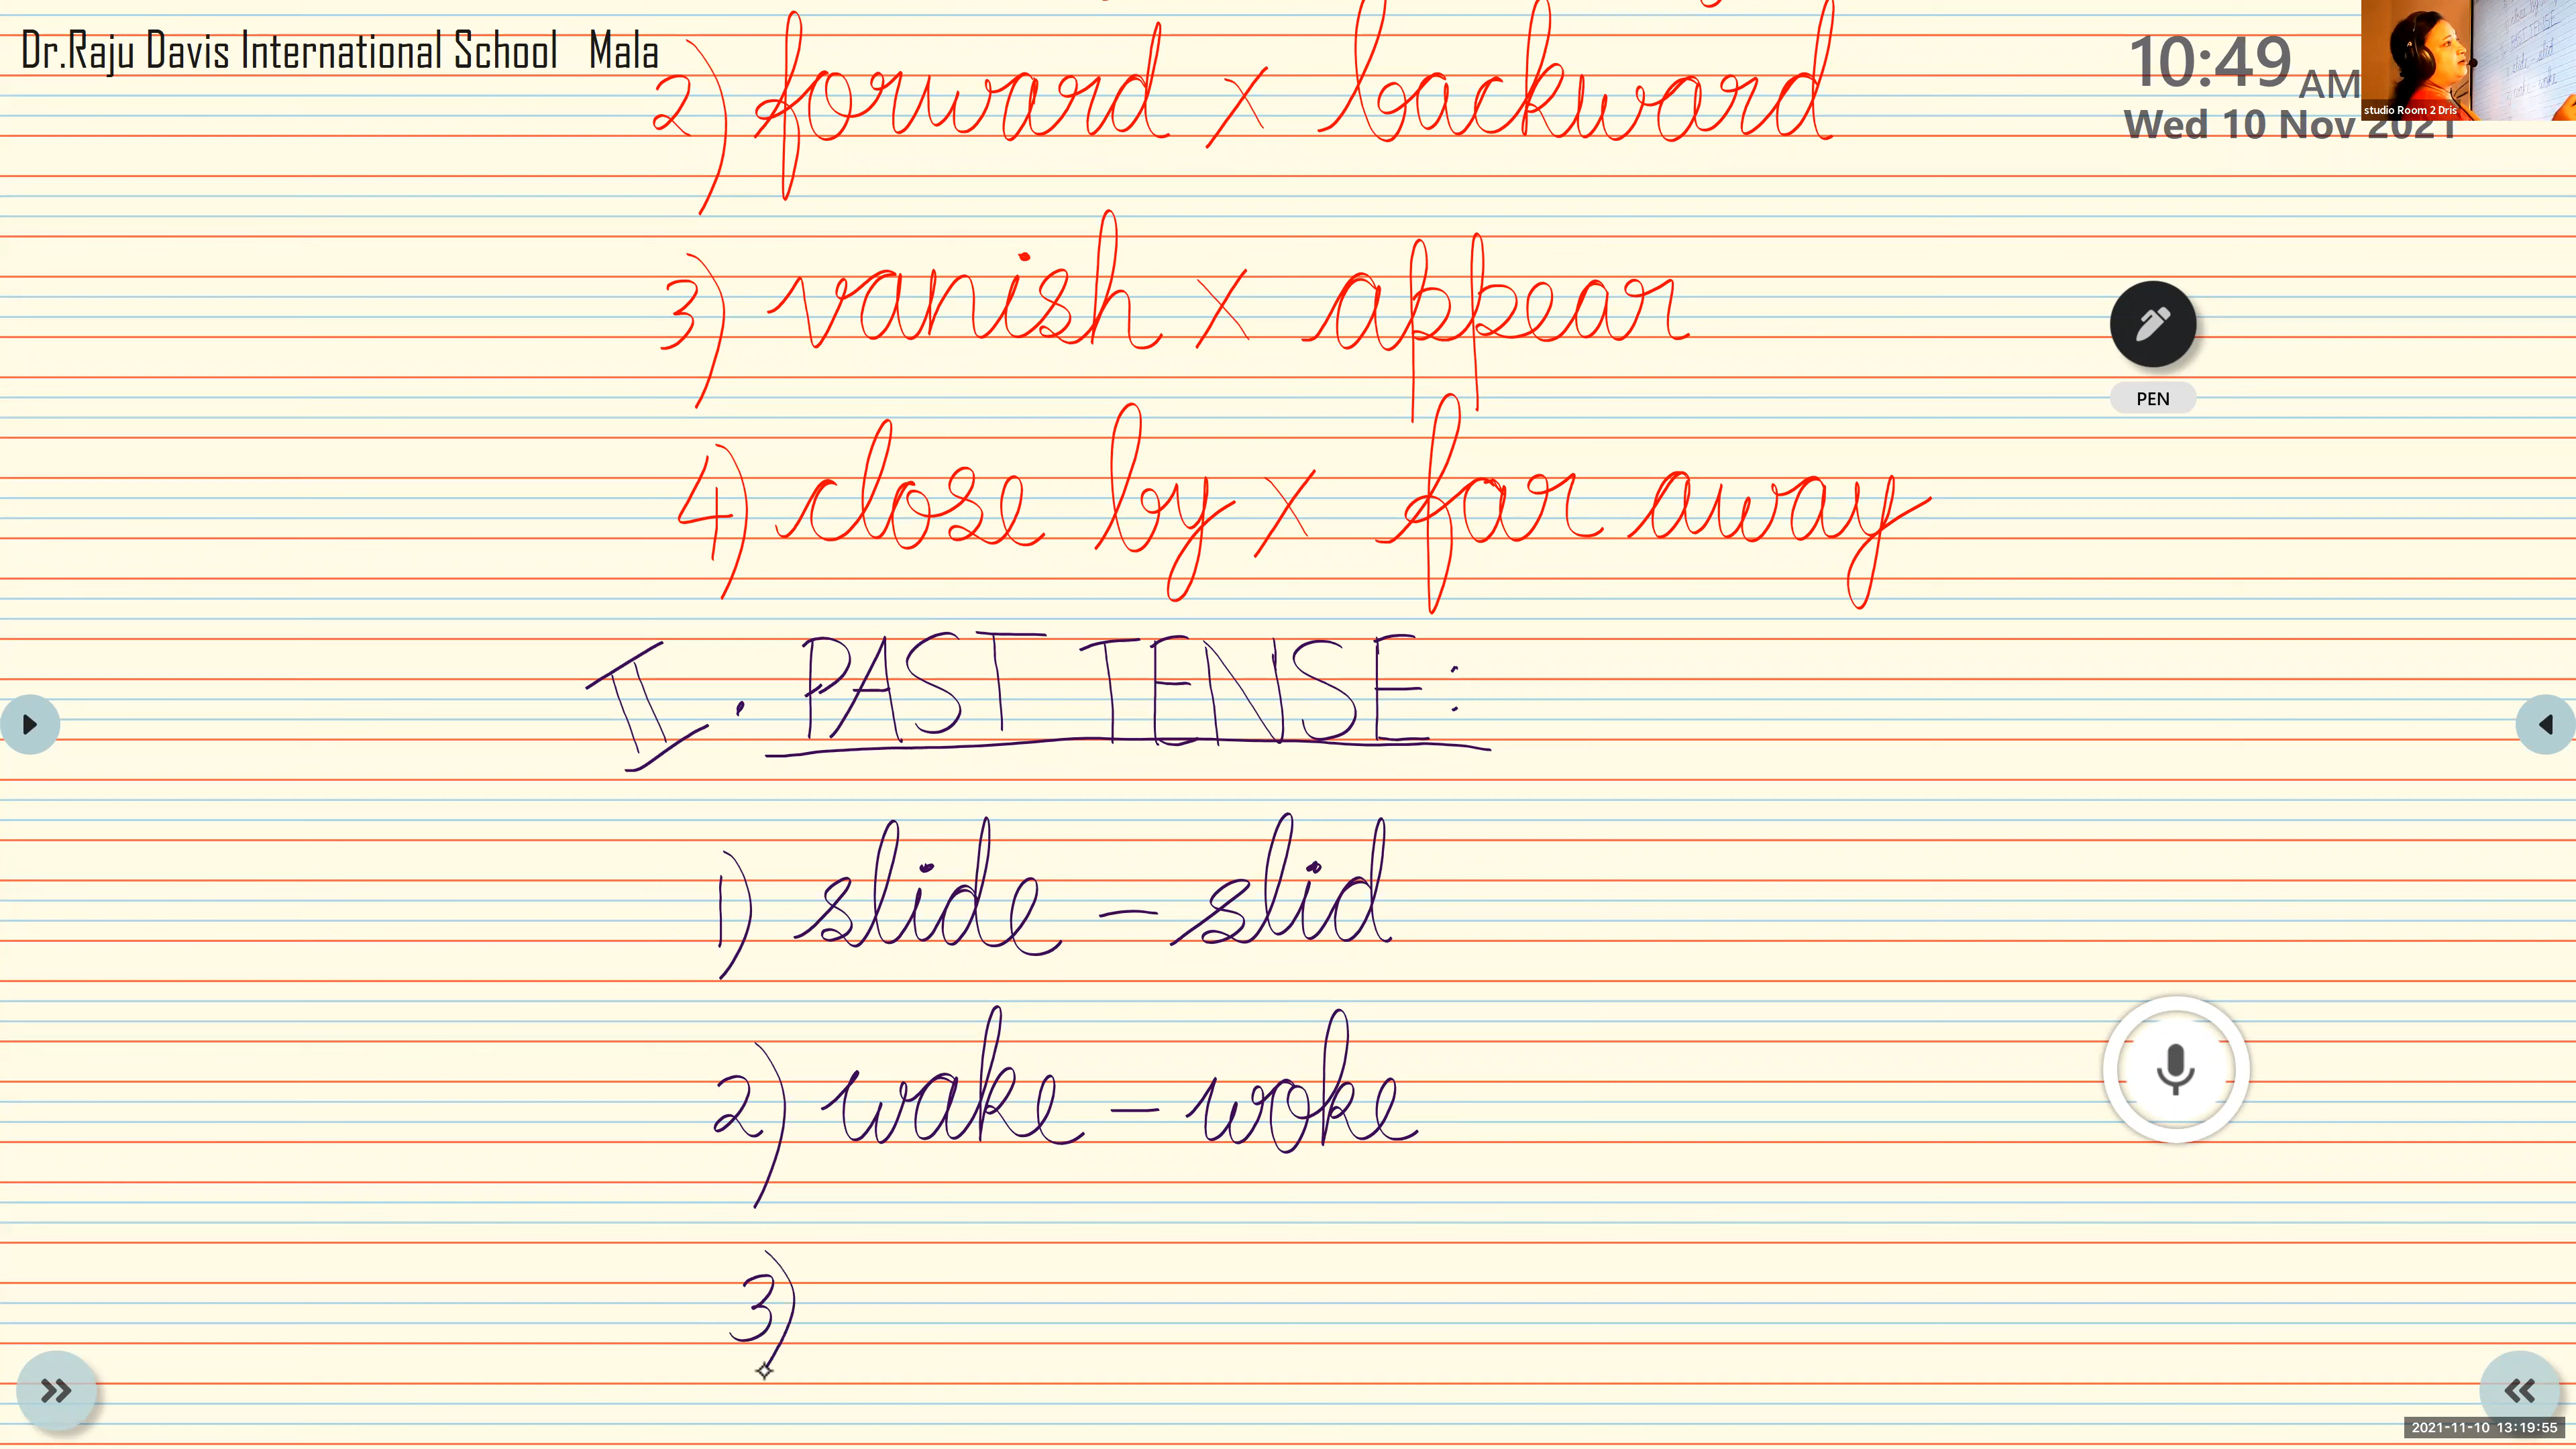 Dr.Raju Davis International School Mala
10:49 AM
Wed 10 Nov 2021
studio Room 2 Dris
2) forward x backward
3) vanish x appear
PEN
4) close by x far away
II. PAST TENSE:
1) slide – slid
2) wake – woke
3)
2021-11-10 13:19:55